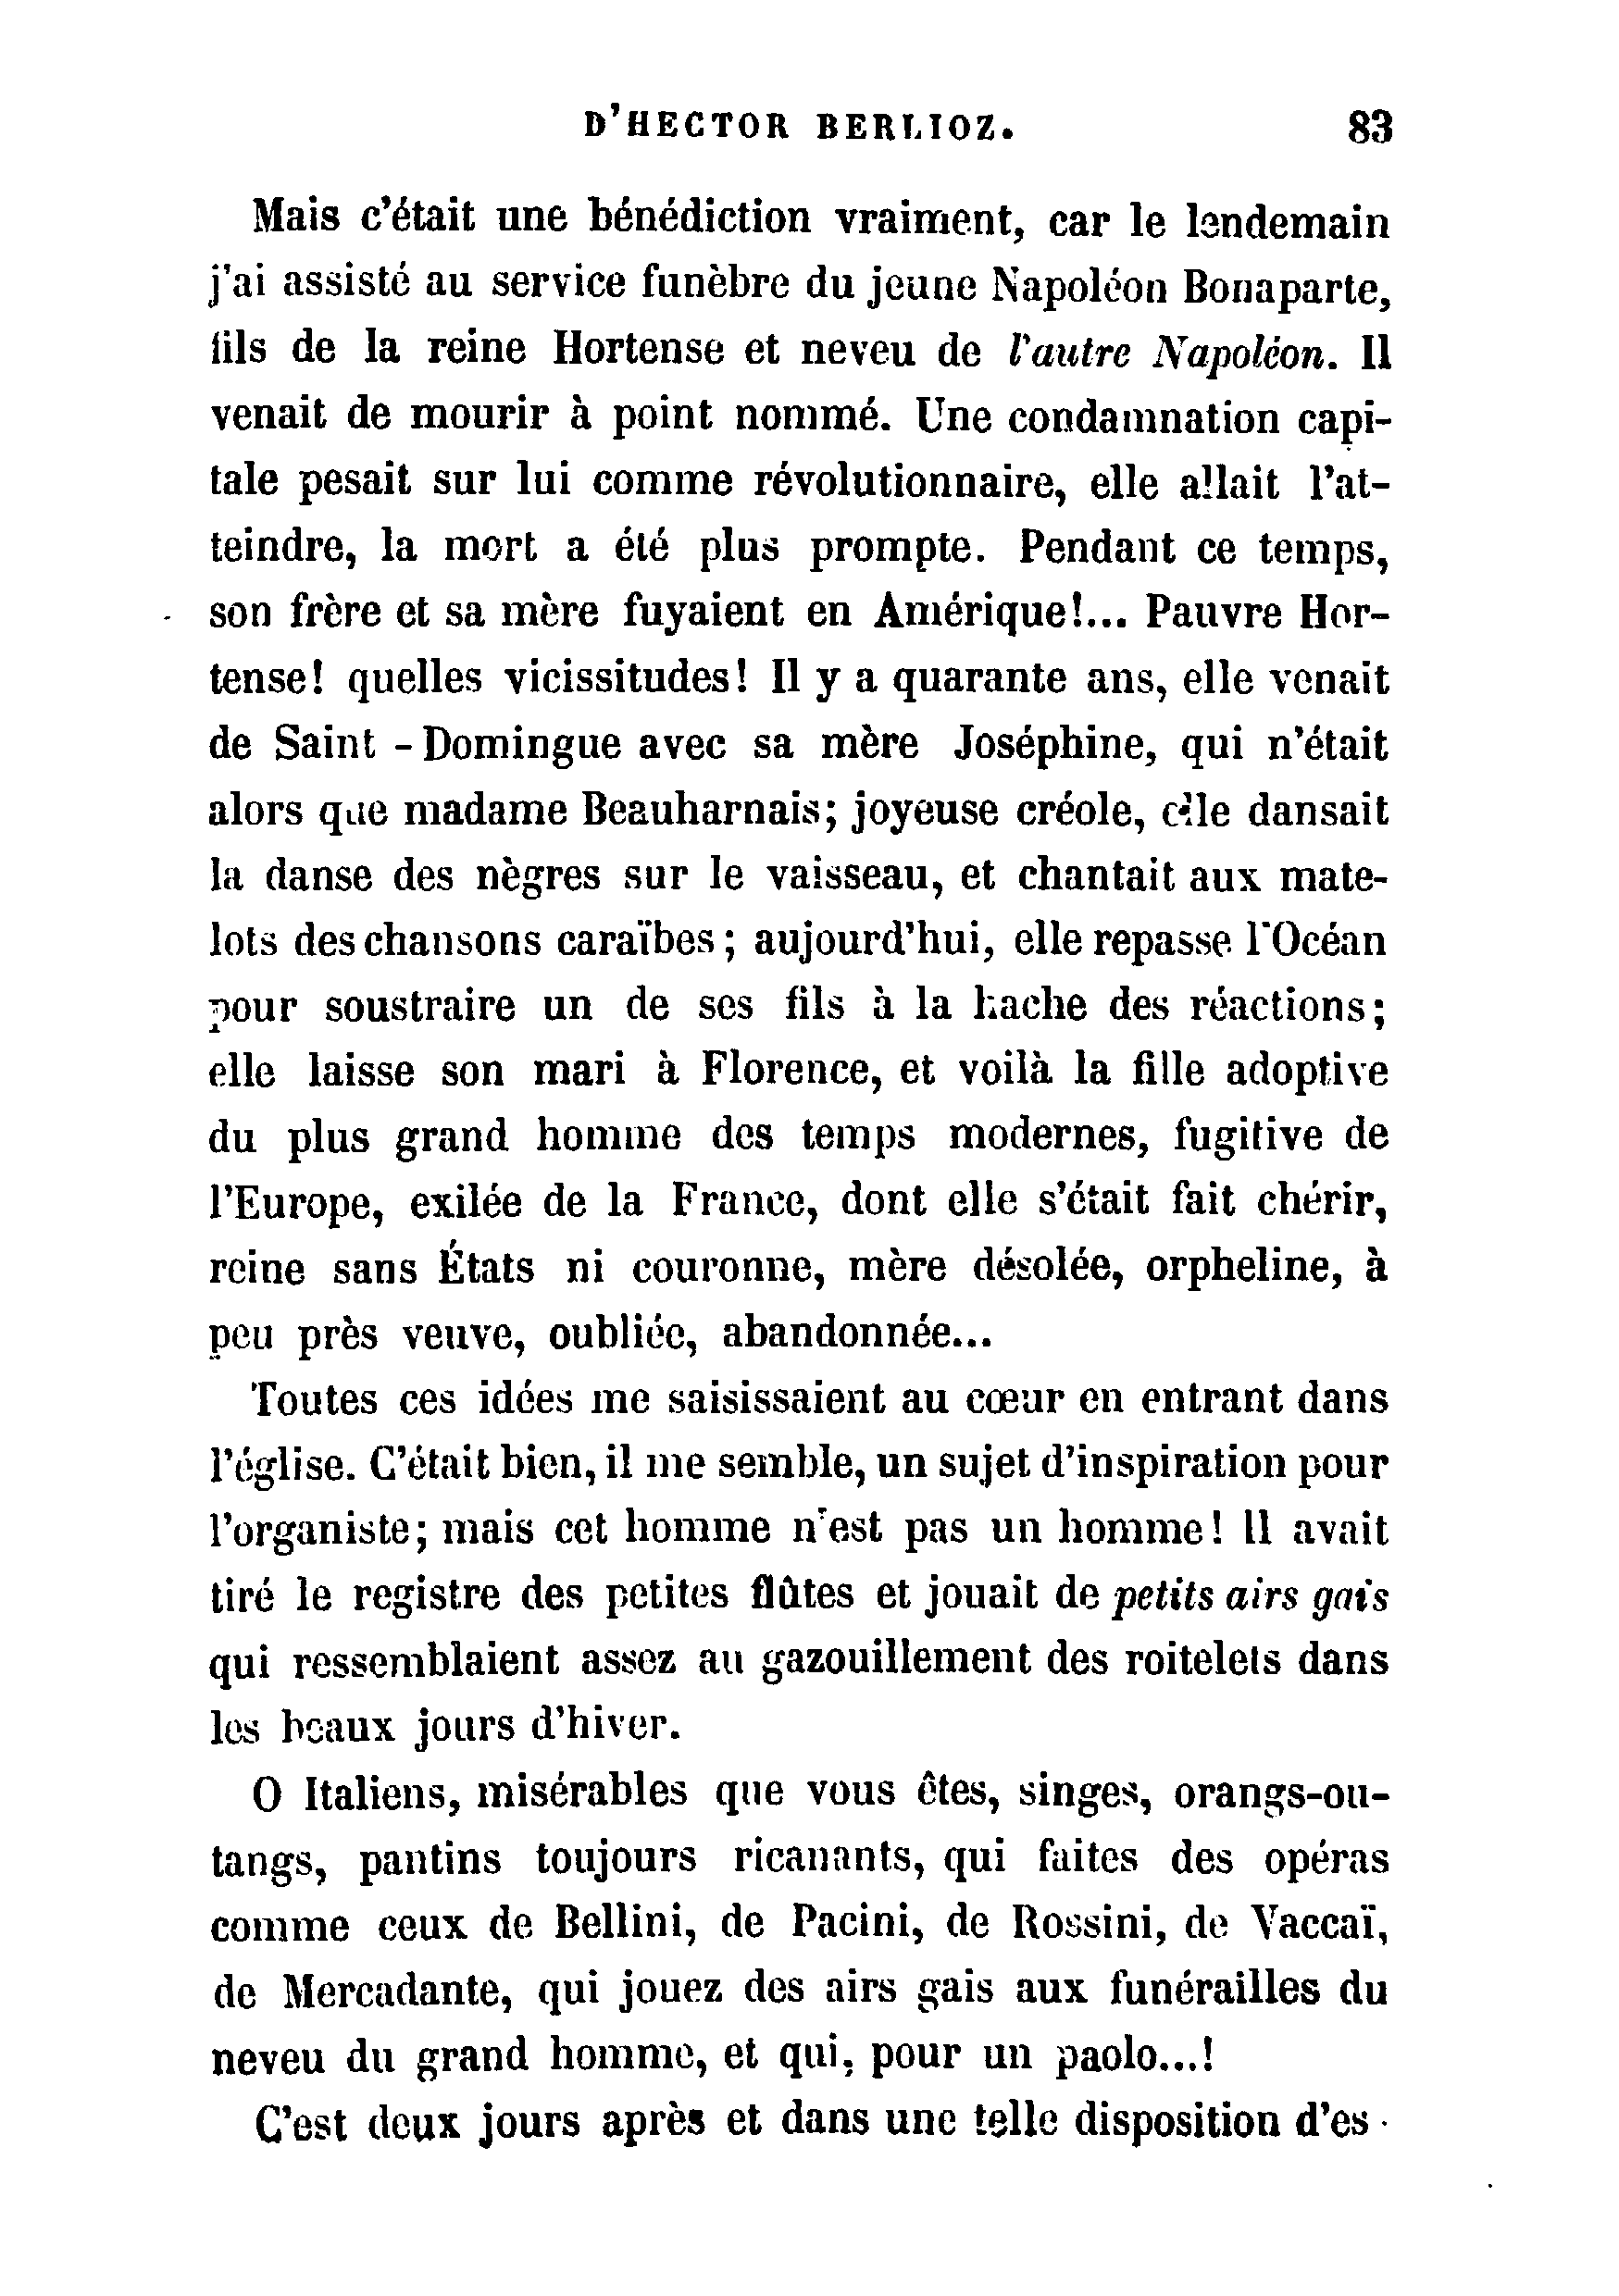 D'HECTOR BERLIOZ. 83
Mais c'était une bénédiction vraiment, car le lendemain
j'ai assisté au service funèbre du jeune Napoléon Bonaparte,
fils de la reine Hortense et neveu de l'autre Napoléon. Il
venait de mourir à point nommé. Une condamnation capi-
tale pesait sur lui comme révolutionnaire, elle allait l'at-
teindre, la mort a été plus prompte. Pendant ce temps,
son frère et sa mère fuyaient en Amérique!... Pauvre Hor-
tense! quelles vicissitudes! Il y a quarante ans, elle venait
de Saint-Domingue avec sa mère Joséphine, qui n'était
alors que madame Beauharnais; joyeuse créole, elle dansait
la danse des nègres sur le vaisseau, et chantait aux mate-
lots des chansons caraïbes; aujourd'hui, elle repasse l'Océan
pour soustraire un de ses fils à la hache des réactions;
elle laisse son mari à Florence, et voilà la fille adoptive
du plus grand homme des temps modernes, fugitive de
l'Europe, exilée de la France, dont elle s'était fait chérir,
reine sans États ni couronne, mère désolée, orpheline, à
peu près veuve, oubliée, abandonnée...
Toutes ces idées me saisissaient au cœur en entrant dans
l'église. C'était bien, il me semble, un sujet d'inspiration pour
l'organiste; mais cet homme n'est pas un homme! Il avait
tiré le registre des petites flûtes et jouait de petits airs gais
qui ressemblaient assez au gazouillement des roitelets dans
les beaux jours d'hiver.
O Italiens, misérables que vous êtes, singes, orangs-ou-
tangs, pantins toujours ricanants, qui faites des opéras
comme ceux de Bellini, de Pacini, de Rossini, de Vaccaï,
de Mercadante, qui jouez des airs gais aux funérailles du
neveu du grand homme, et qui, pour un paolo...!
C'est deux jours après et dans une telle disposition d'es-